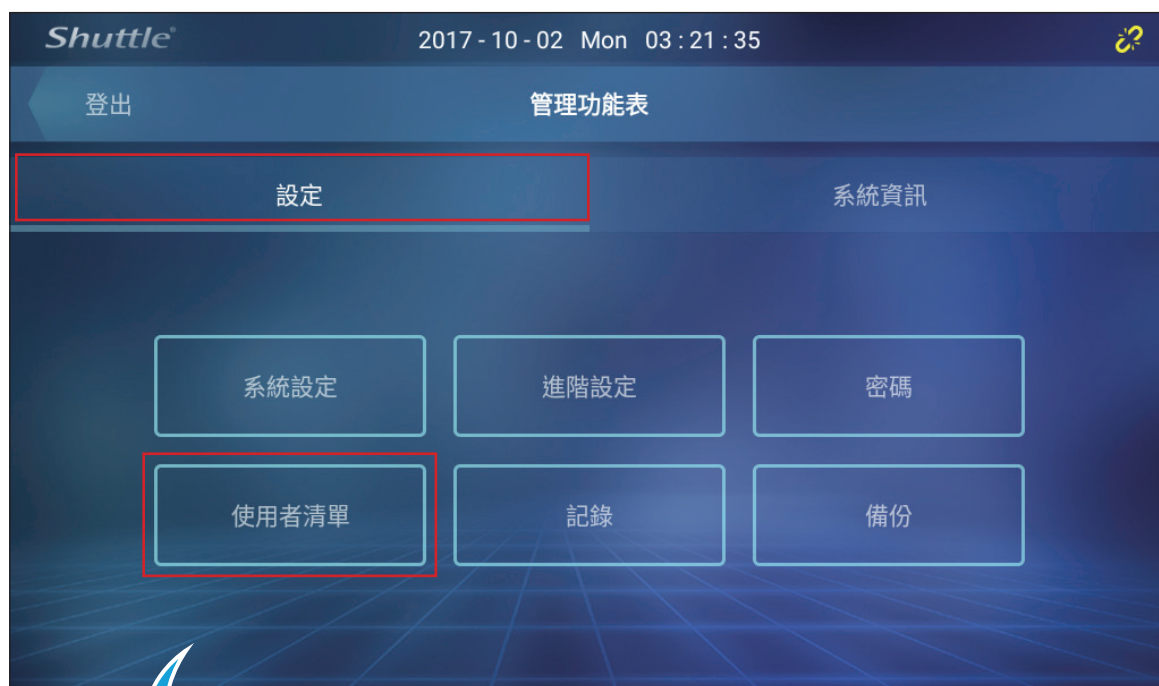 Shuttle® 2017-10-02 Mon 03:21:35
登出 管理功能表
設定 系統資訊
系統設定 進階設定 密碼
使用者清單 記錄 備份